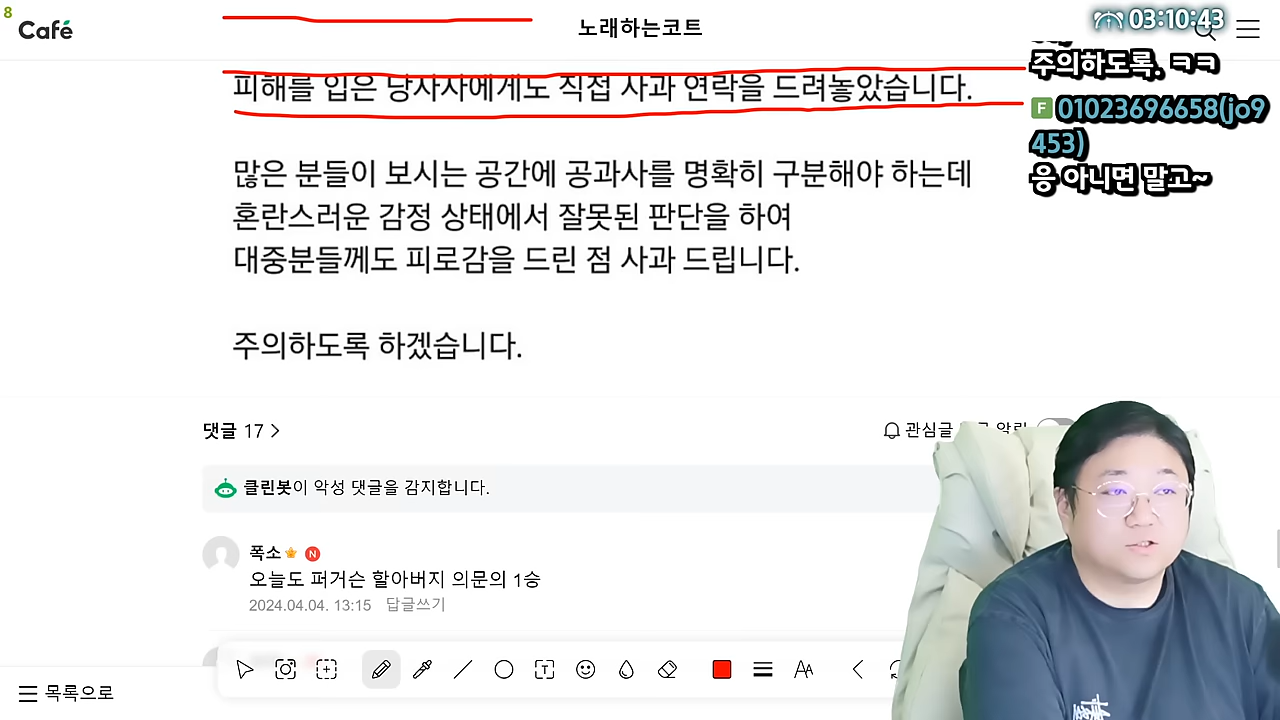 8
Café
노래하는코트
03:10:43
피해를 입은 당사자에게도 직접 사과 연락을 드려놓았습니다.
많은 분들이 보시는 공간에 공과사를 명확히 구분해야 하는데
혼란스러운 감정 상태에서 잘못된 판단을 하여
대중분들께도 피로감을 드린 점 사과 드립니다.
주의하도록 하겠습니다.
주의하도록. ㅋㅋ
F 01023696658(jo9
453)
응 아니면 말고~
댓글 17
관심글
클린봇이 악성 댓글을 감지합니다.
폭소 N
오늘도 퍼거슨 할아버지 의문의 1승
2024.04.04. 13:15 답글쓰기
목록으로